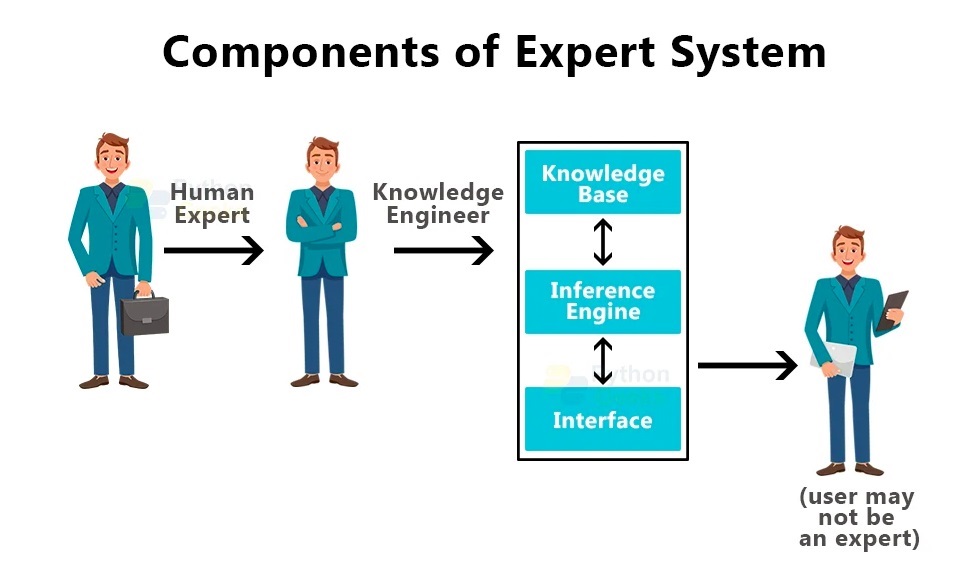 Components of Expert System
Human
Expert
Knowledge
Engineer
Knowledge
Base
Inference
Engine
Interface
Python
(user may
not be
an expert)